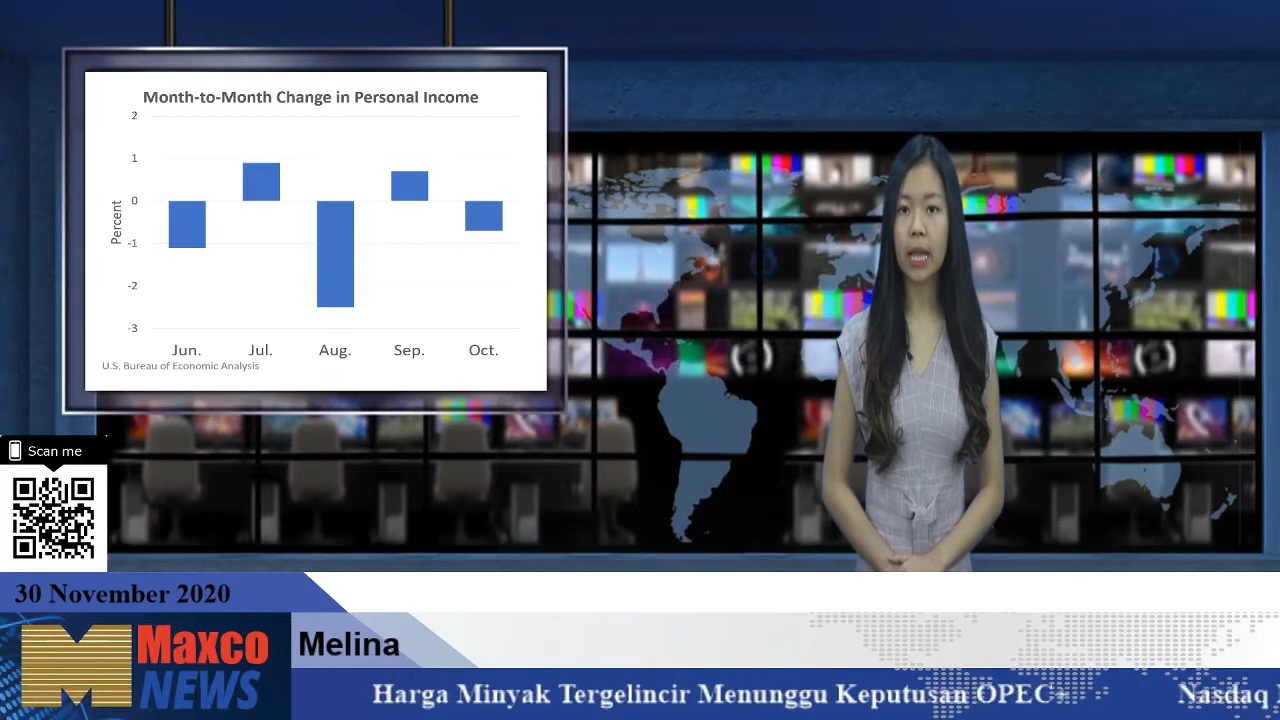 Month-to-Month Change in Personal Income
2
1
0
-1
-2
-3
Percent
Jun. Jul. Aug. Sep. Oct.
U.S. Bureau of Economic Analysis
Scan me
30 November 2020
Maxco
NEWS
Melina
Harga Minyak Tergelincir Menunggu Keputusan OPEC+ Nasdaq